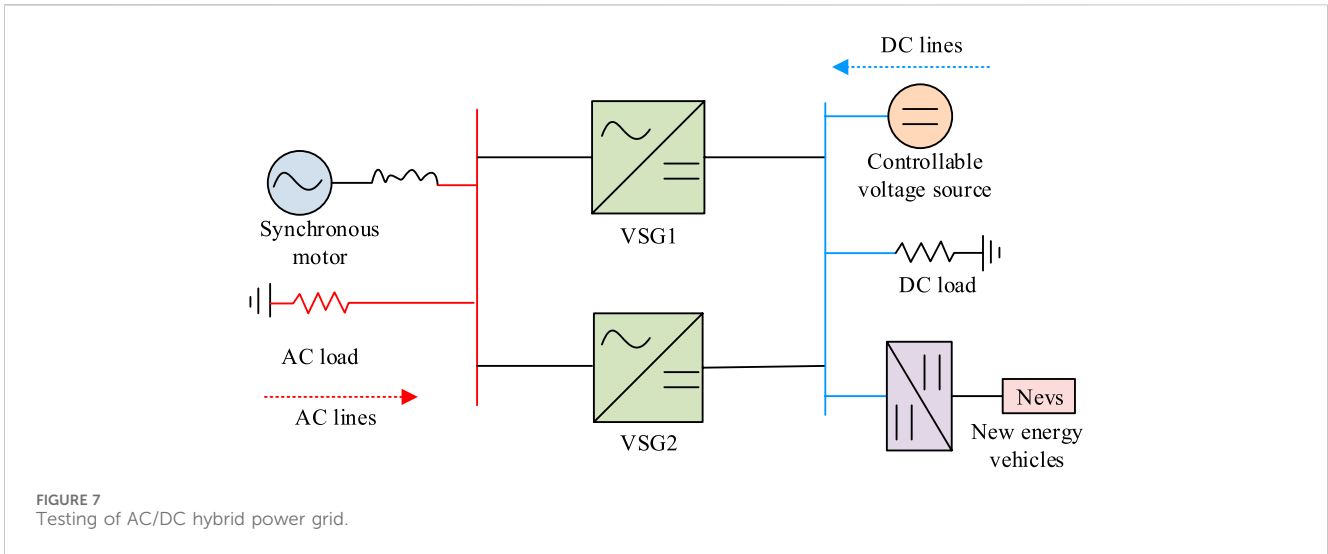 DC lines
Controllable
voltage source
Synchronous
motor
VSG1
DC load
AC load
AC lines
VSG2
Nevs
New energy
vehicles
FIGURE 7
Testing of AC/DC hybrid power grid.